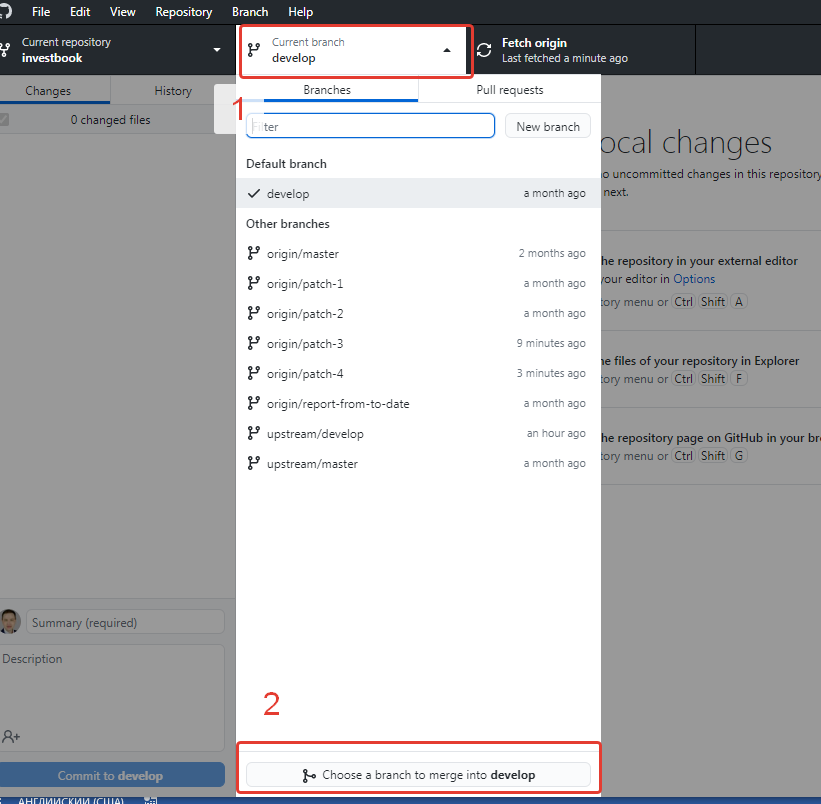 File Edit View Repository Branch Help
Current repository
investbook
Current branch
develop
Fetch origin
Last fetched a minute ago
Changes History
0 changed files
1
Branches Pull requests
Filter
New branch
Default branch
develop a month ago
Other branches
origin/master 2 months ago
origin/patch-1 a month ago
origin/patch-2 a month ago
origin/patch-3 9 minutes ago
origin/patch-4 3 minutes ago
origin/report-from-to-date a month ago
upstream/develop an hour ago
upstream/master a month ago
ocal changes
o uncommitted changes in this repository
next.
he repository in your external editor
your editor in Options
tory menu or Ctrl Shift A
he files of your repository in Explorer
tory menu or Ctrl Shift F
he repository page on GitHub in your br
tory menu or Ctrl Shift G
Summary (required)
Description
2
Commit to develop
Choose a branch to merge into develop
АНГЛИЙСКИЙ (США)